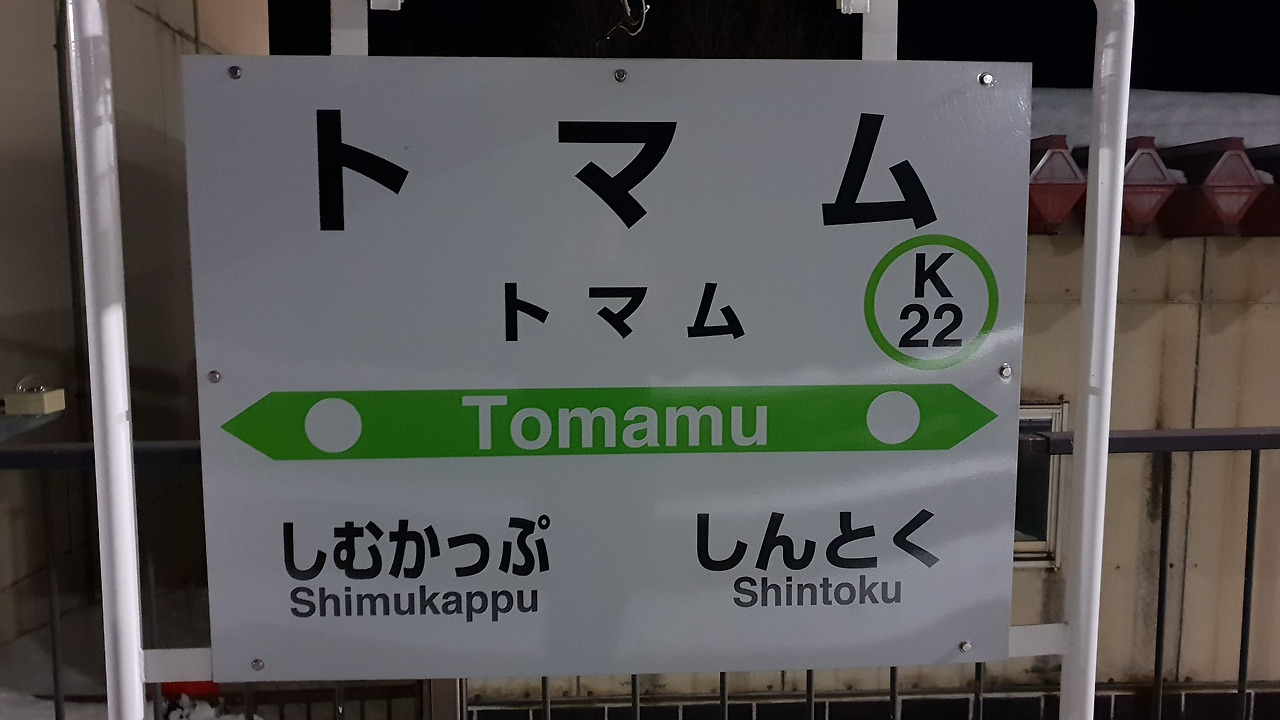 トマム
トマム
K
22
Tomamu
しむかっぷ
Shimukappu
しんとく
Shintoku